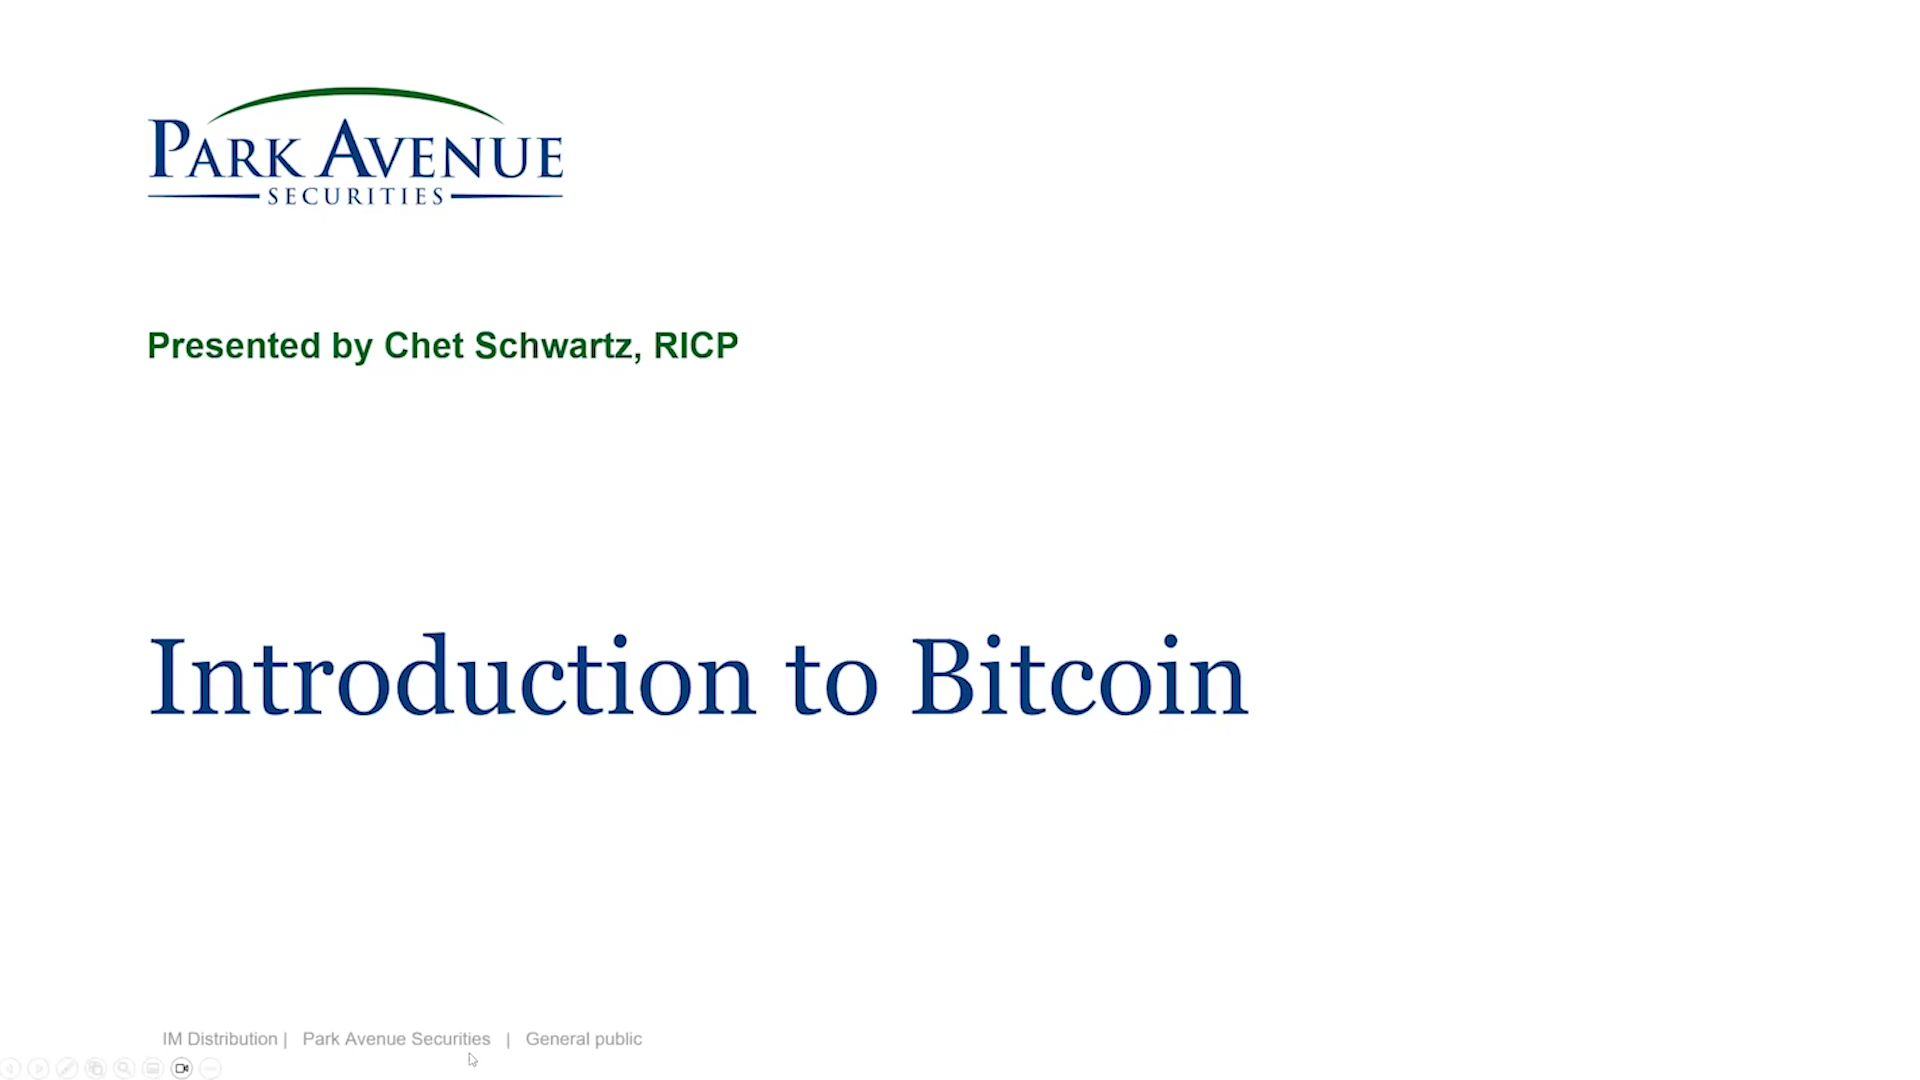 PARK AVENUE
SECURITIES
Presented by Chet Schwartz, RICP
Introduction to Bitcoin
IM Distribution | Park Avenue Securities | General public